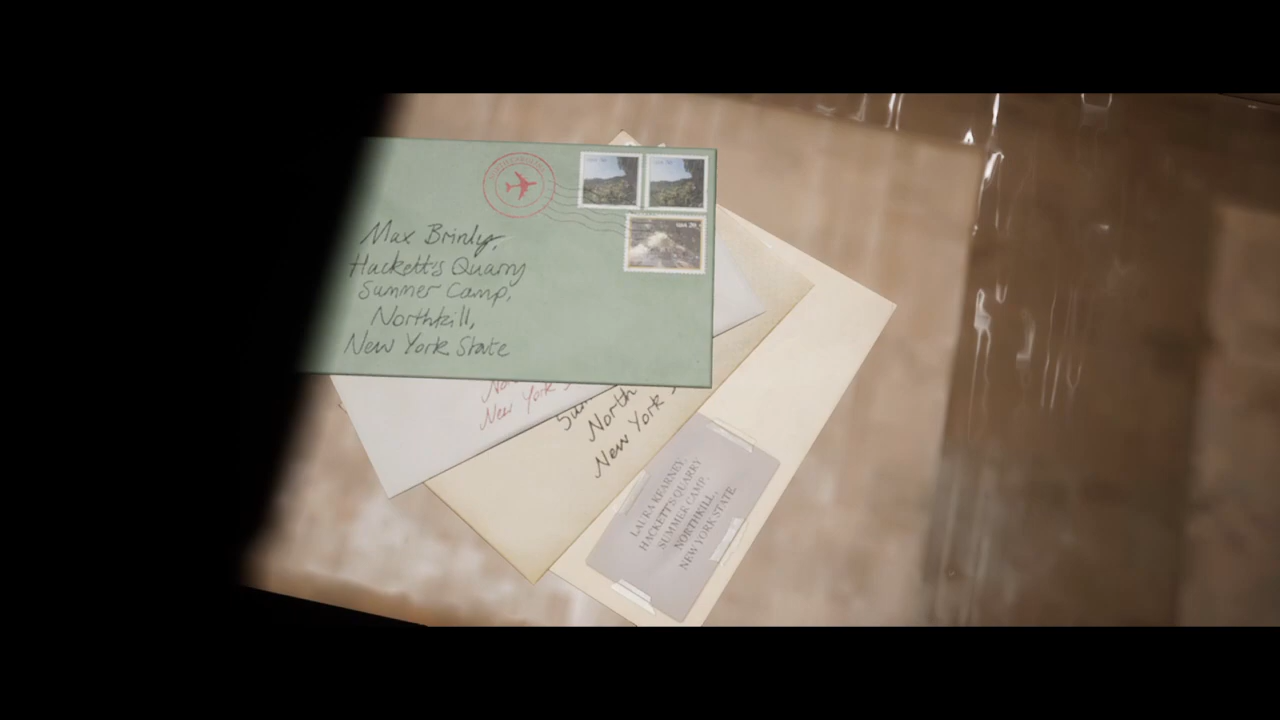 Max Brinly,
Hackett's Quarry
Summer Camp,
Northkill,
New York State
New York
North
New York
LAURA KEARNEY,
HACKETT'S QUARRY
SUMMER CAMP,
NORTHKILL,
NEW YORK STATE